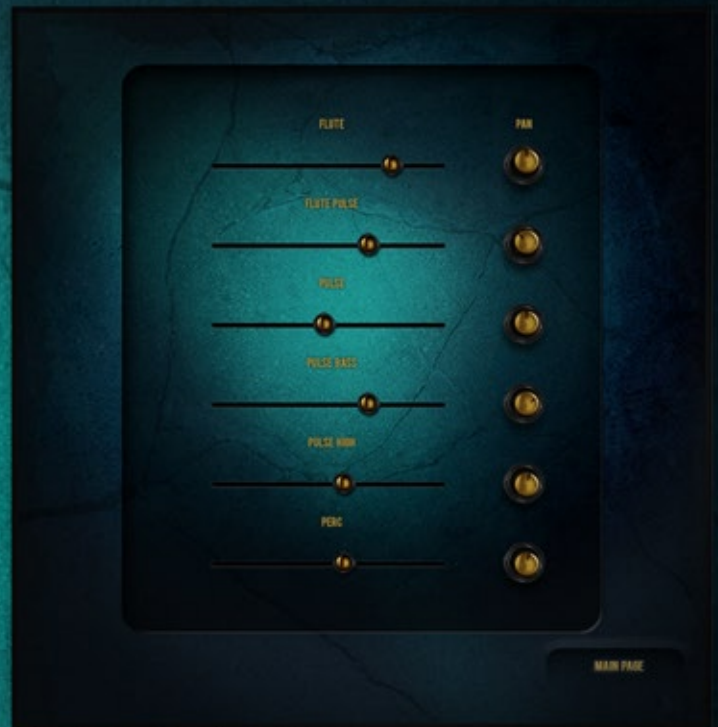 FLUTE
PAN
FLUTE PULSE
PULSE
PULSE BASS
PULSE HIGH
PERC
MAIN PAGE